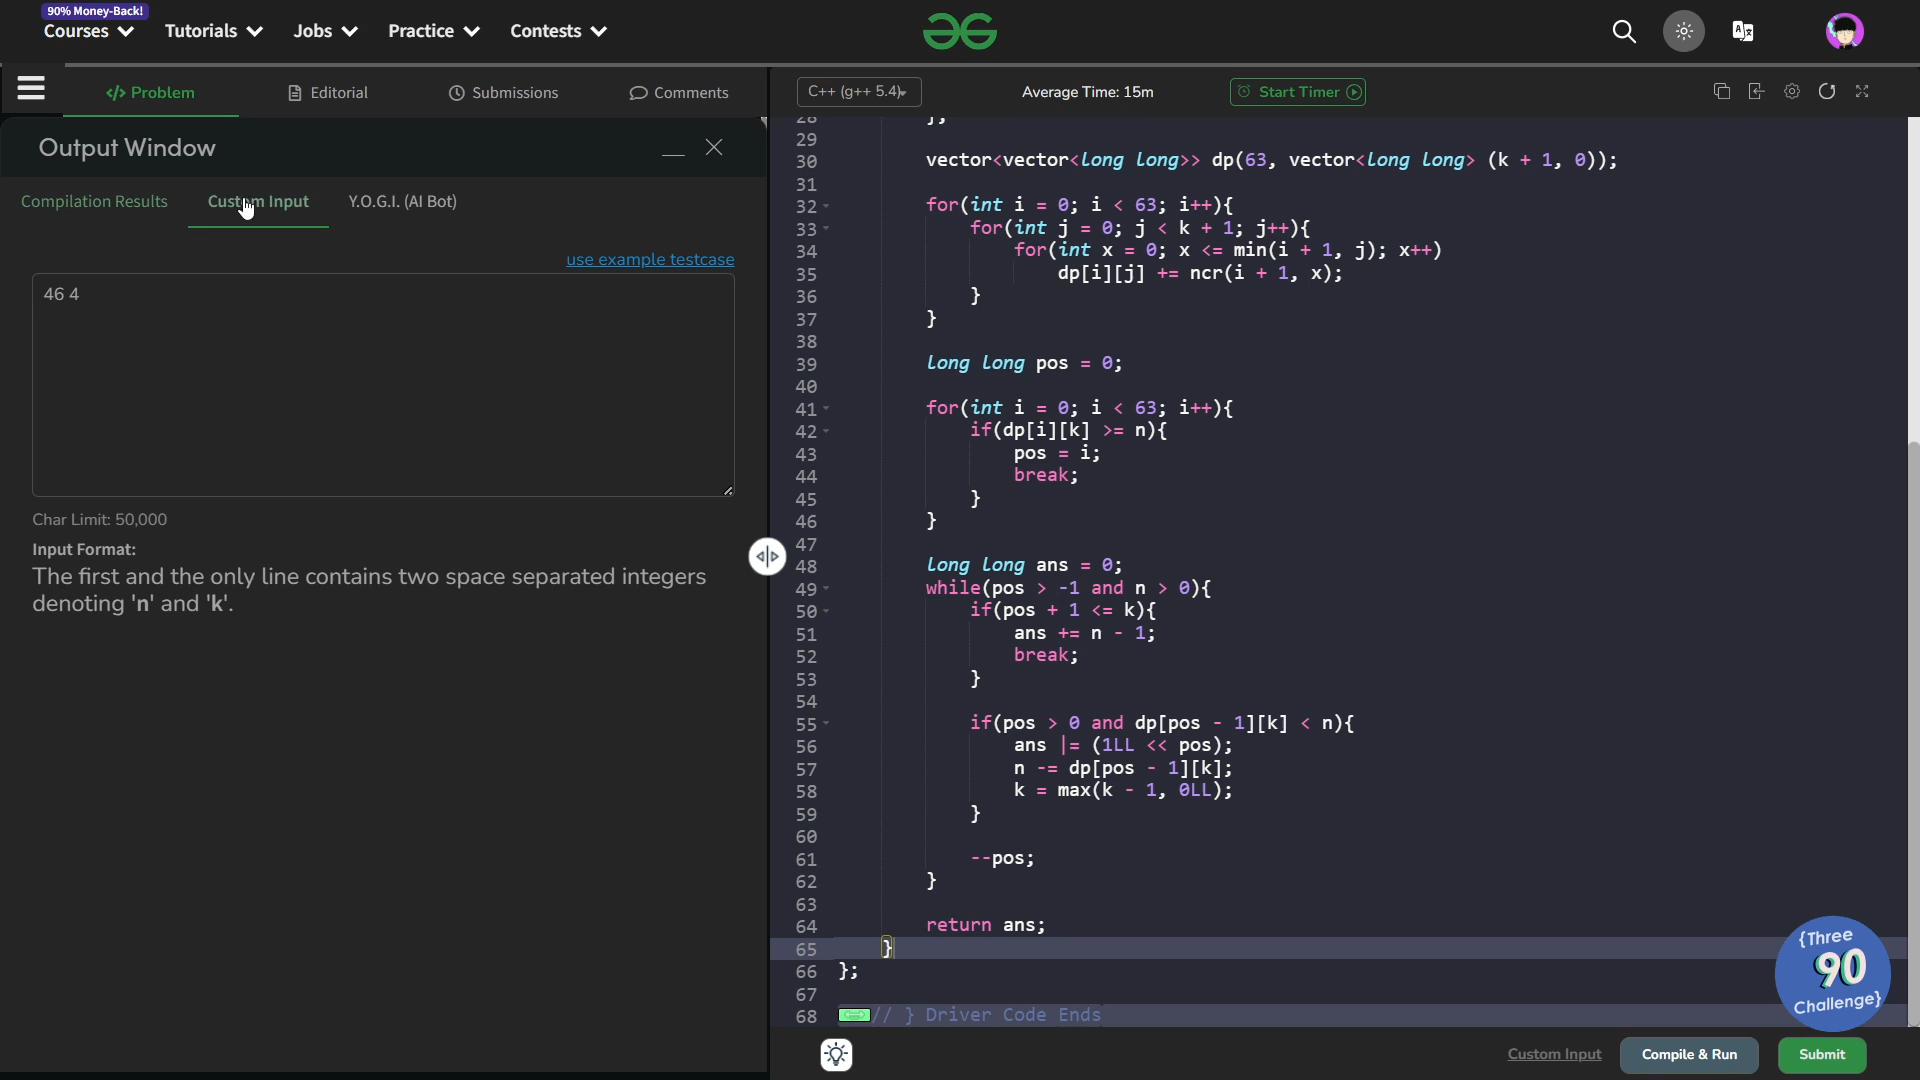 90% Money-Back!
Courses Tutorials Jobs Practice Contests
Problem Editorial Submissions Comments
Output Window
Compilation Results Custom Input Y.O.G.I. (AI Bot)
use example testcase
46 4
Char Limit: 50,000
Input Format:
The first and the only line contains two space separated integers
denoting 'n' and 'k'.
C++ (g++ 5.4) Average Time: 15m Start Timer
28 };
29
30 vector<vector<long long>> dp(63, vector<long long> (k + 1, 0));
31
32 for(int i = 0; i < 63; i++){
33 for(int j = 0; j < k + 1; j++){
34 for(int x = 0; x <= min(i + 1, j); x++)
35 dp[i][j] += ncr(i + 1, x);
36 }
37 }
38
39 long long pos = 0;
40
41 for(int i = 0; i < 63; i++){
42 if(dp[i][k] >= n){
43 pos = i;
44 break;
45 }
46 }
47
48 long long ans = 0;
49 while(pos > -1 and n > 0){
50 if(pos + 1 <= k){
51 ans += n - 1;
52 break;
53 }
54
55 if(pos > 0 and dp[pos - 1][k] < n){
56 ans |= (1LL << pos);
57 n -= dp[pos - 1][k];
58 k = max(k - 1, 0LL);
59 }
60
61 --pos;
62 }
63
64 return ans;
65 }
66 };
67
68 // } Driver Code Ends
{Three
90
Challenge}
Custom Input Compile & Run Submit